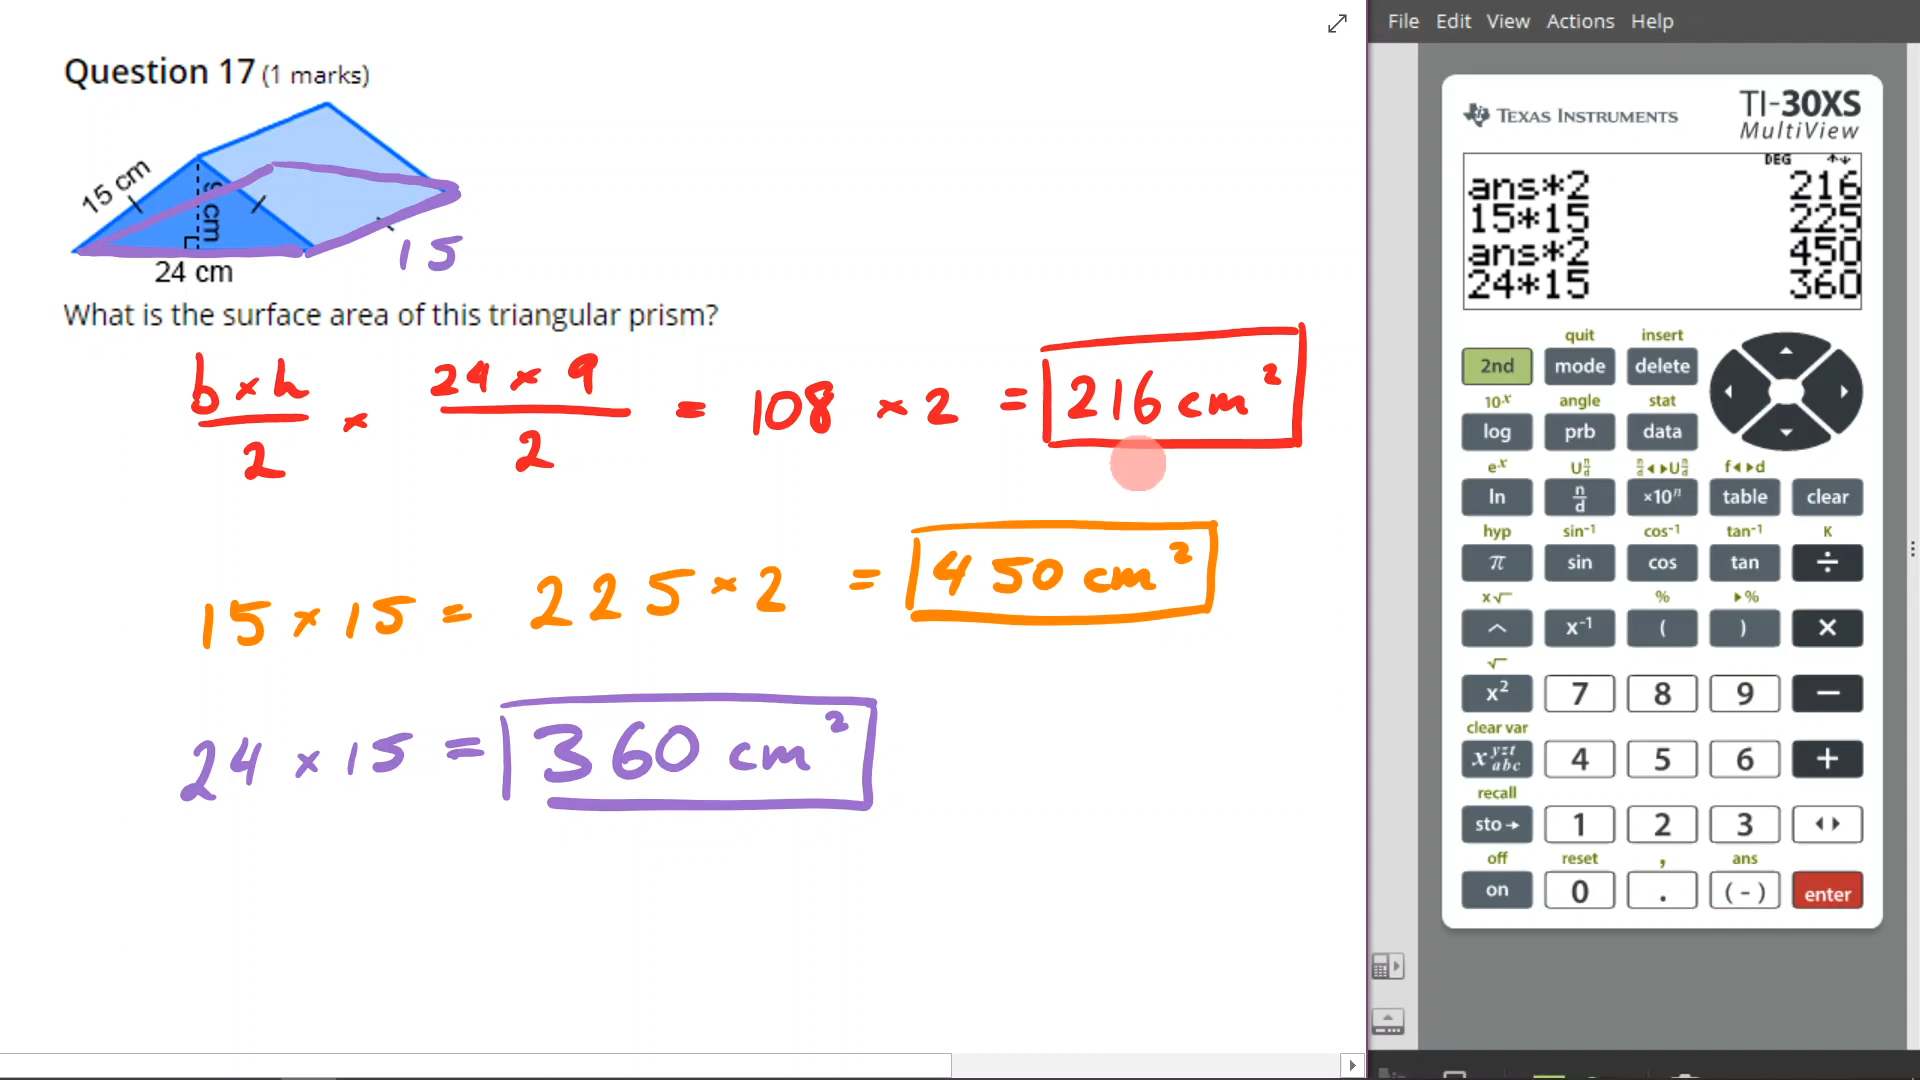 File Edit View Actions Help
Question 17 (1 marks)
15 cm
9 cm
24 cm
15
What is the surface area of this triangular prism?
b × h / 2 × 24 × 9 / 2 = 108 × 2 = 216 cm²
15 × 15 = 225 × 2 = 450 cm²
24 × 15 = 360 cm²
TEXAS INSTRUMENTS
TI-30XS
MultiView
DEG
ans*2 216
15*15 225
ans*2 450
24*15 360
quit insert
2nd mode delete
10ˣ angle stat
log prb data
eˣ U n/d n/d ◄► U n/d f◄►d
ln n/d ×10ⁿ table clear
hyp sin⁻¹ cos⁻¹ tan⁻¹ K
π sin cos tan ÷
x√ % ►%
^ x⁻¹ ( ) ×
√
x² 7 8 9 −
clear var
x yzt abc 4 5 6 +
recall
sto→ 1 2 3 ◄►
off reset , ans
on 0 . (-) enter